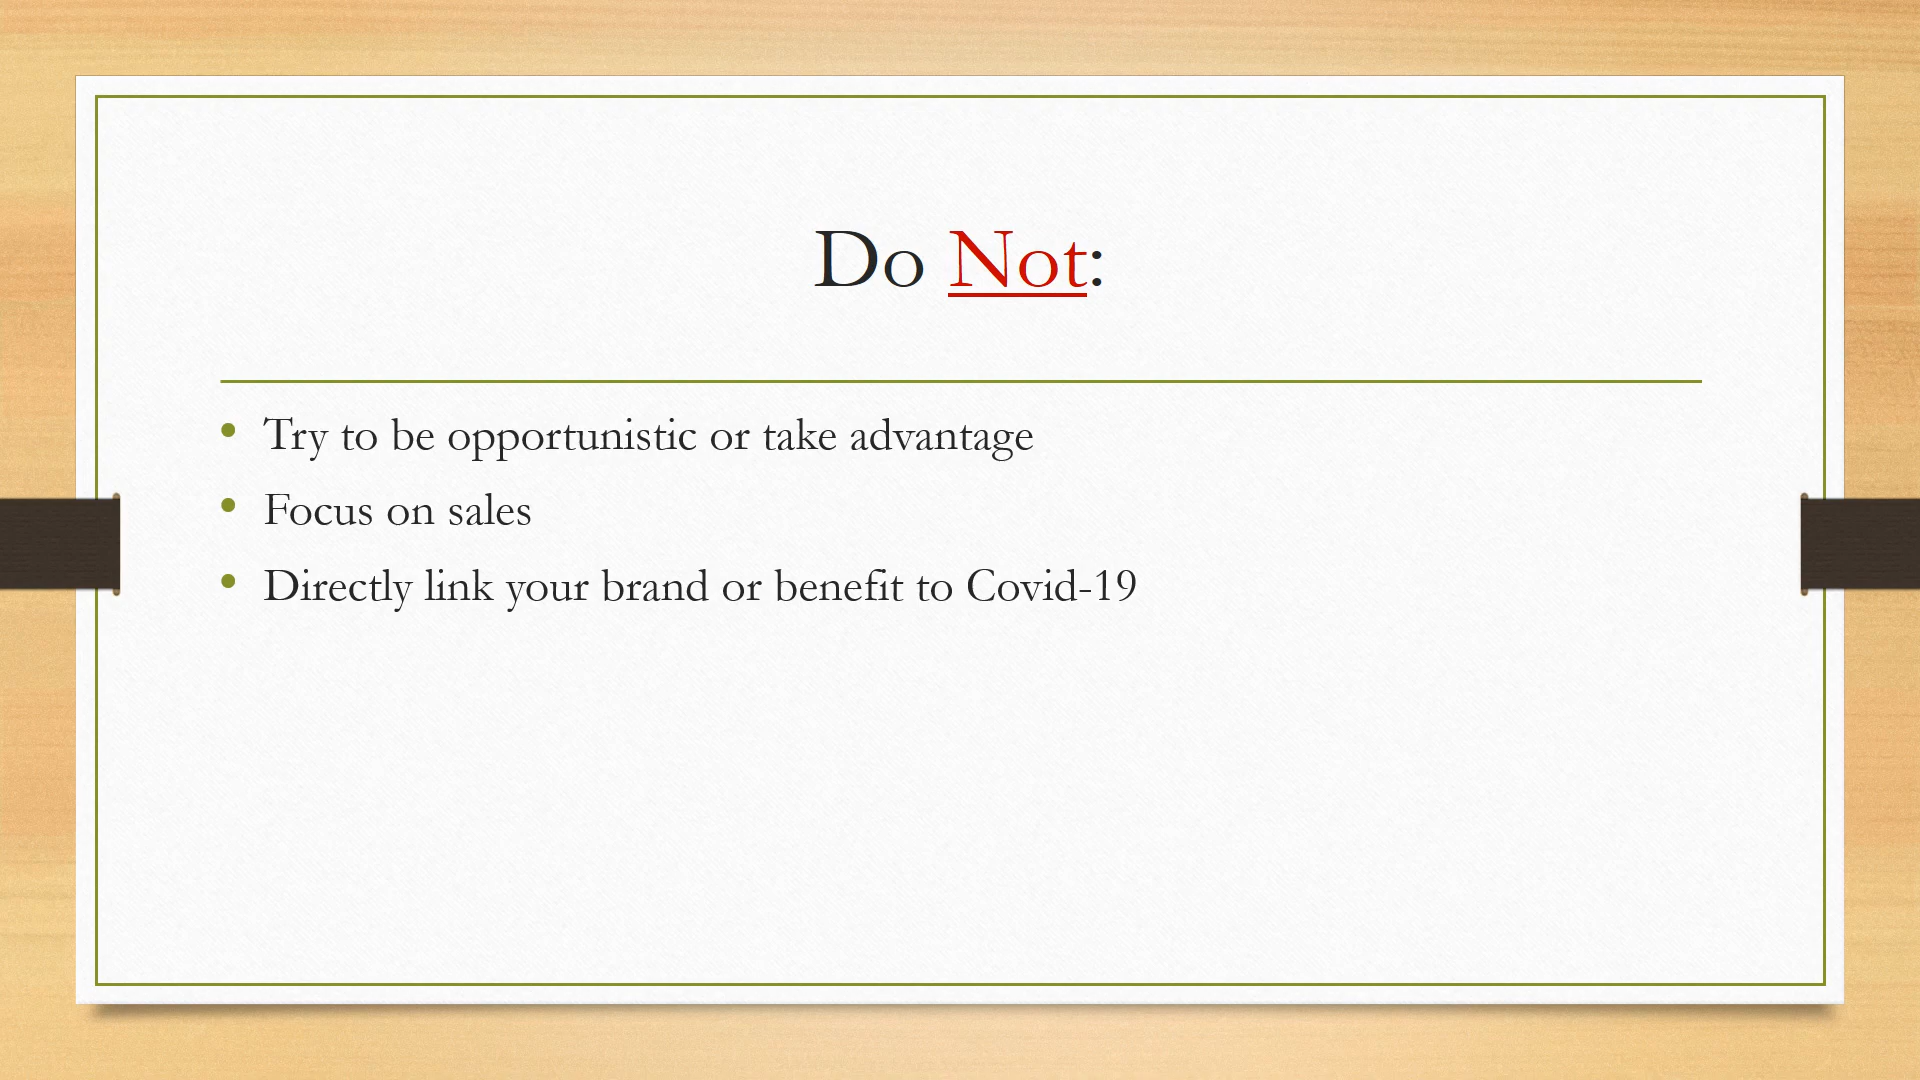 Do Not:
Try to be opportunistic or take advantage
Focus on sales
Directly link your brand or benefit to Covid-19